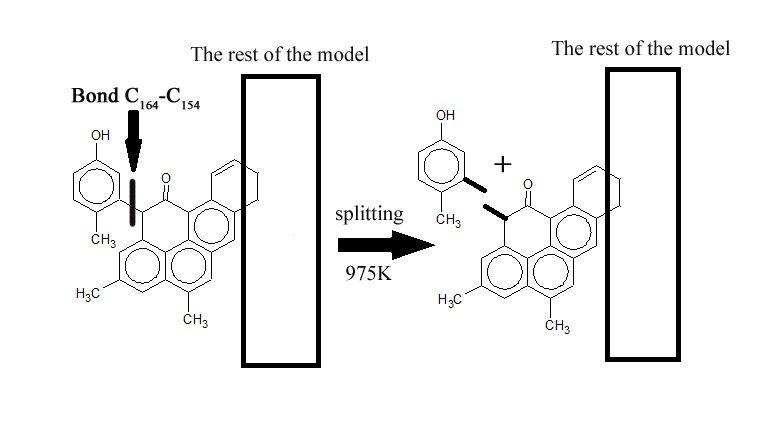 The rest of the model
The rest of the model
Bond C164-C154
OH
O
CH3
H3C
CH3
splitting
975K
OH
+
O
CH3
H3C
CH3